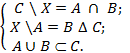 C \ X = A ∩ B;
X \ A = B Δ C;
A ∪ B ⊂ C.